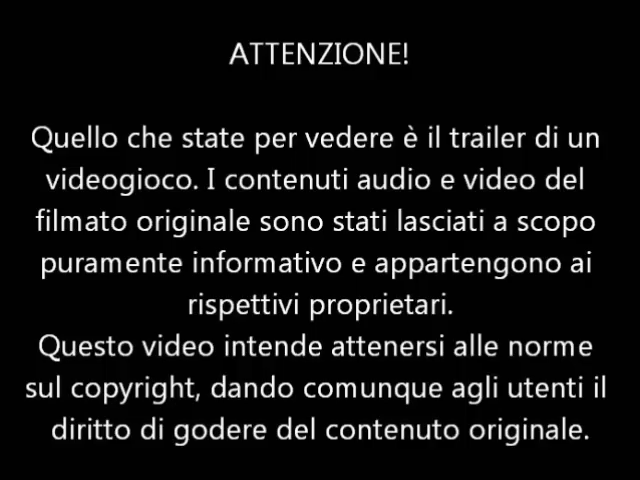 ATTENZIONE!
Quello che state per vedere è il trailer di un
videogioco. I contenuti audio e video del
filmato originale sono stati lasciati a scopo
puramente informativo e appartengono ai
rispettivi proprietari.
Questo video intende attenersi alle norme
sul copyright, dando comunque agli utenti il
diritto di godere del contenuto originale.